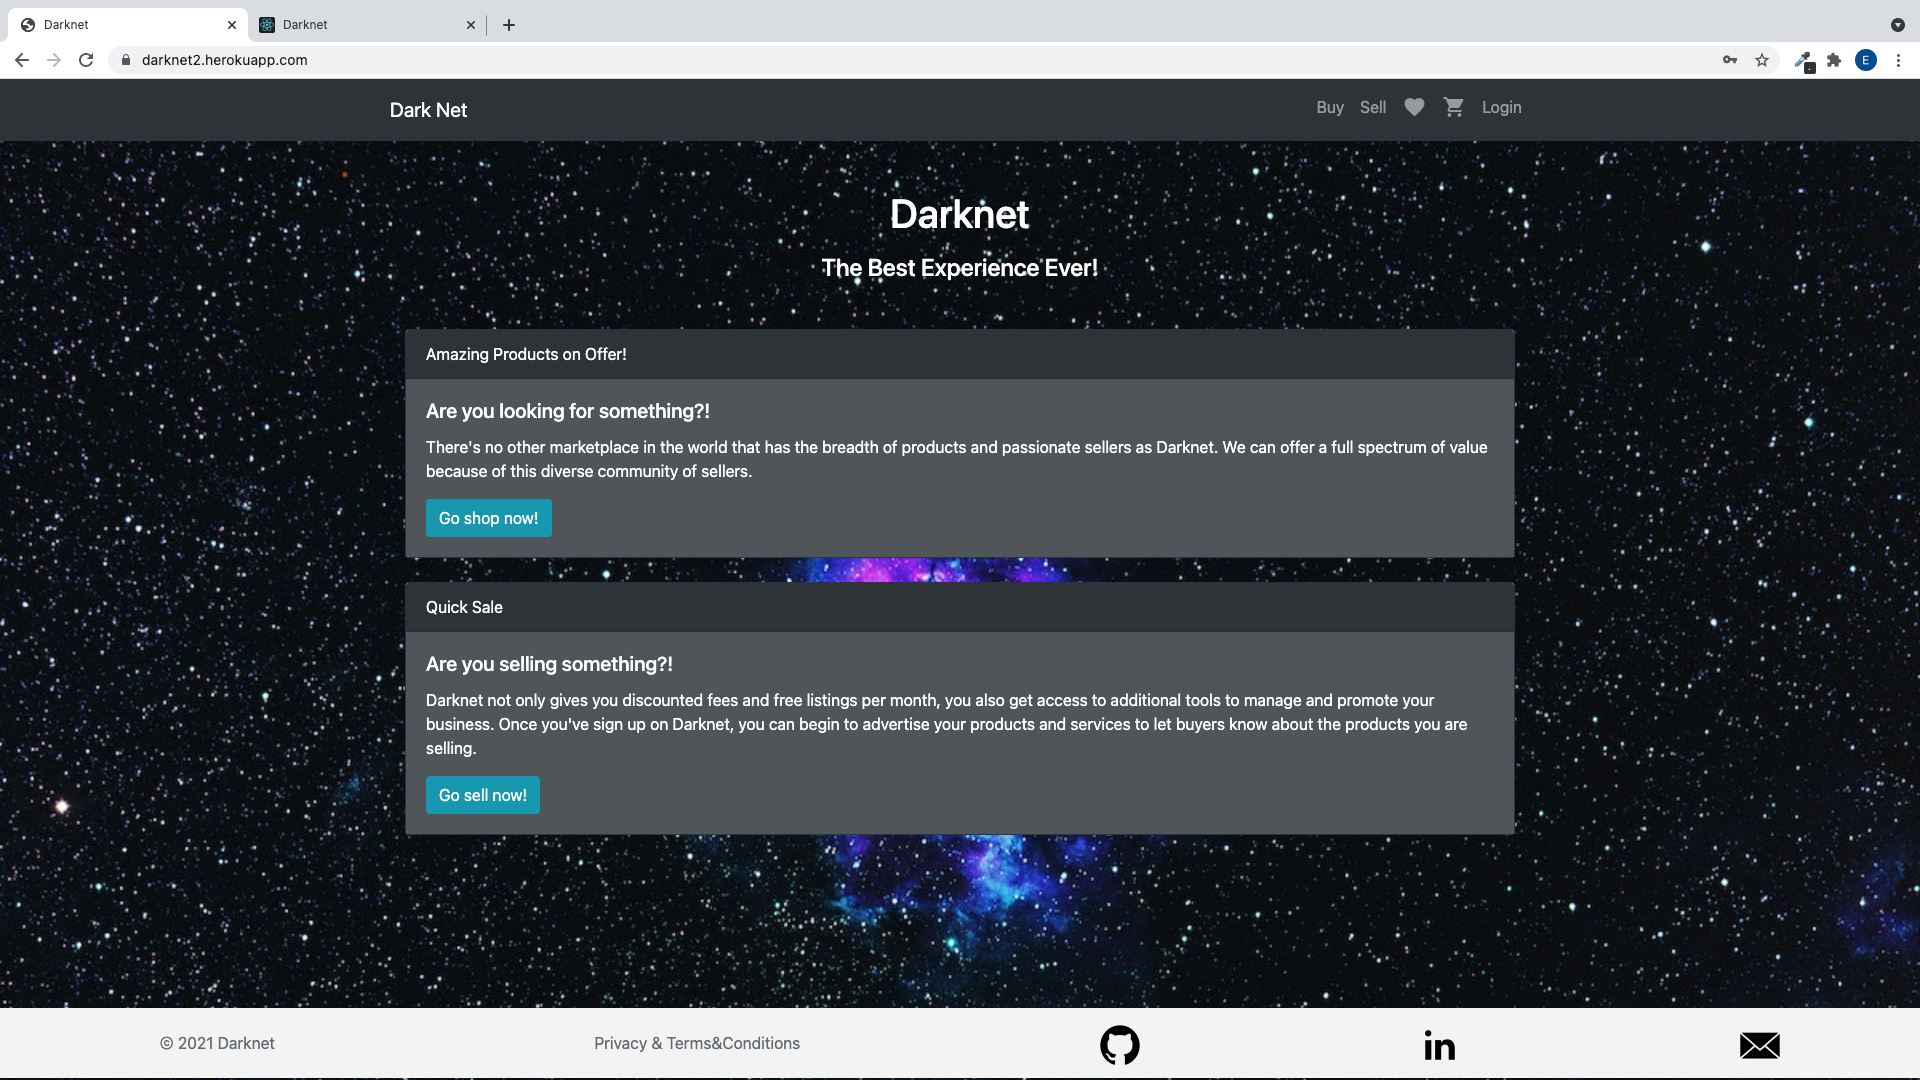 Darknet
Darknet
darknet2.herokuapp.com
E
Dark Net
Buy Sell Login
Darknet
The Best Experience Ever!
Amazing Products on Offer!
Are you looking for something?!
There's no other marketplace in the world that has the breadth of products and passionate sellers as Darknet. We can offer a full spectrum of value
because of this diverse community of sellers.
Go shop now!
Quick Sale
Are you selling something?!
Darknet not only gives you discounted fees and free listings per month, you also get access to additional tools to manage and promote your
business. Once you've sign up on Darknet, you can begin to advertise your products and services to let buyers know about the products you are
selling.
Go sell now!
© 2021 Darknet
Privacy & Terms&Conditions
in